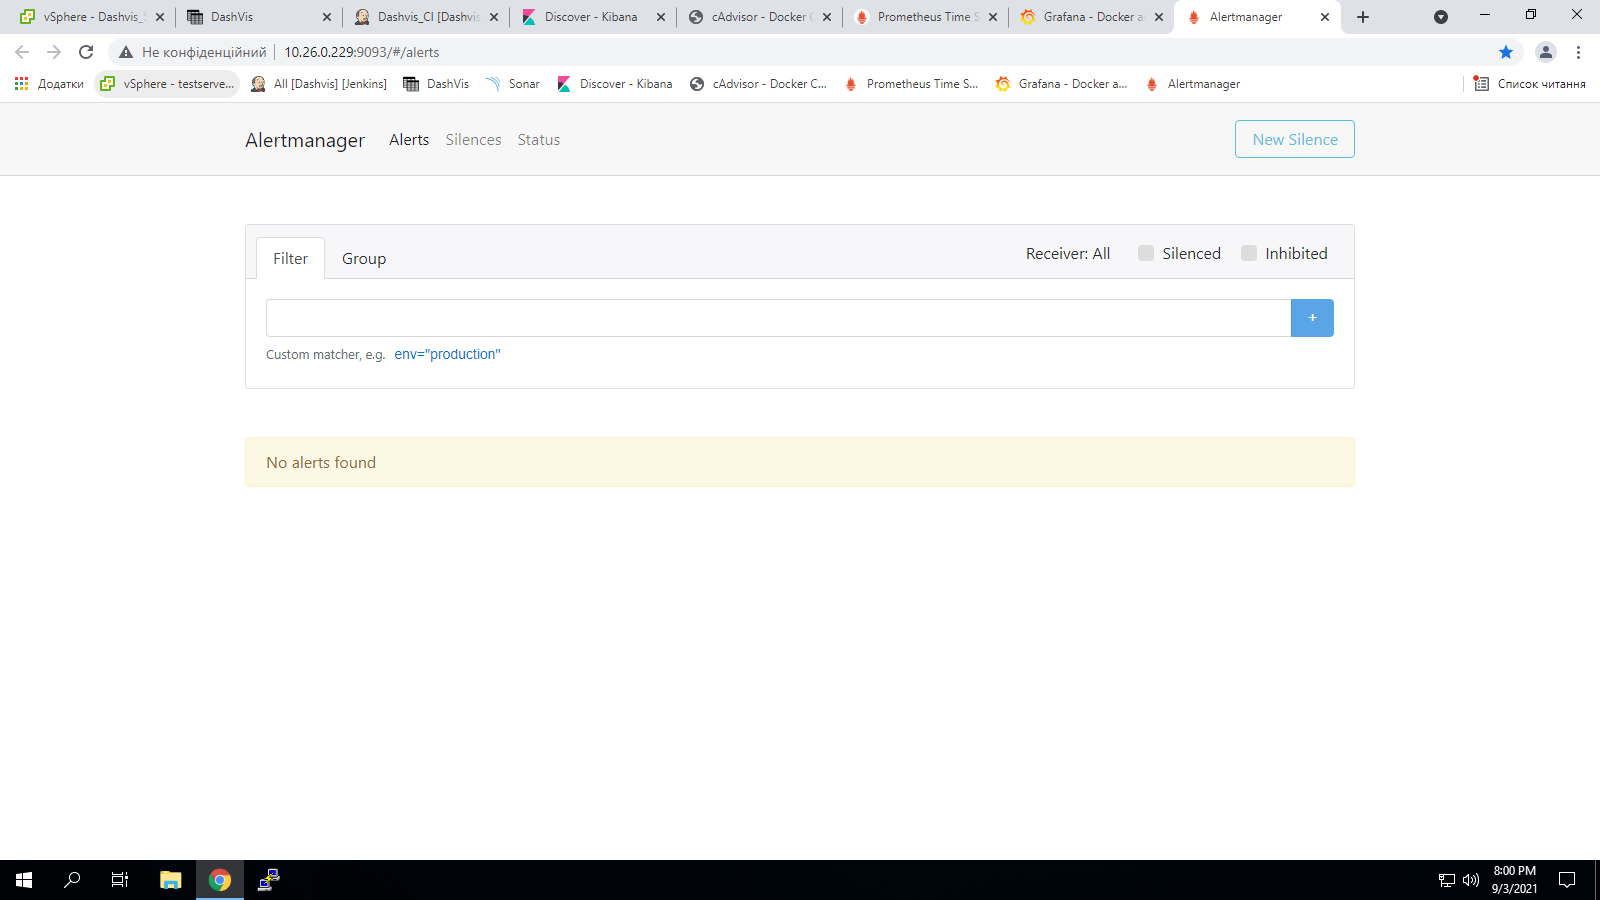 vSphere - Dashvis_S
DashVis
Dashvis_CI [Dashvis
Discover - Kibana
cAdvisor - Docker C
Prometheus Time S
Grafana - Docker a
Alertmanager
Не конфіденційний
10.26.0.229:9093/#/alerts
Додатки
vSphere - testserve...
All [Dashvis] [Jenkins]
DashVis
Sonar
Discover - Kibana
cAdvisor - Docker C...
Prometheus Time S...
Grafana - Docker a...
Alertmanager
Список читання
Alertmanager
Alerts
Silences
Status
New Silence
Filter
Group
Receiver: All
Silenced
Inhibited
+
Custom matcher, e.g. env="production"
No alerts found
8:00 PM
9/3/2021